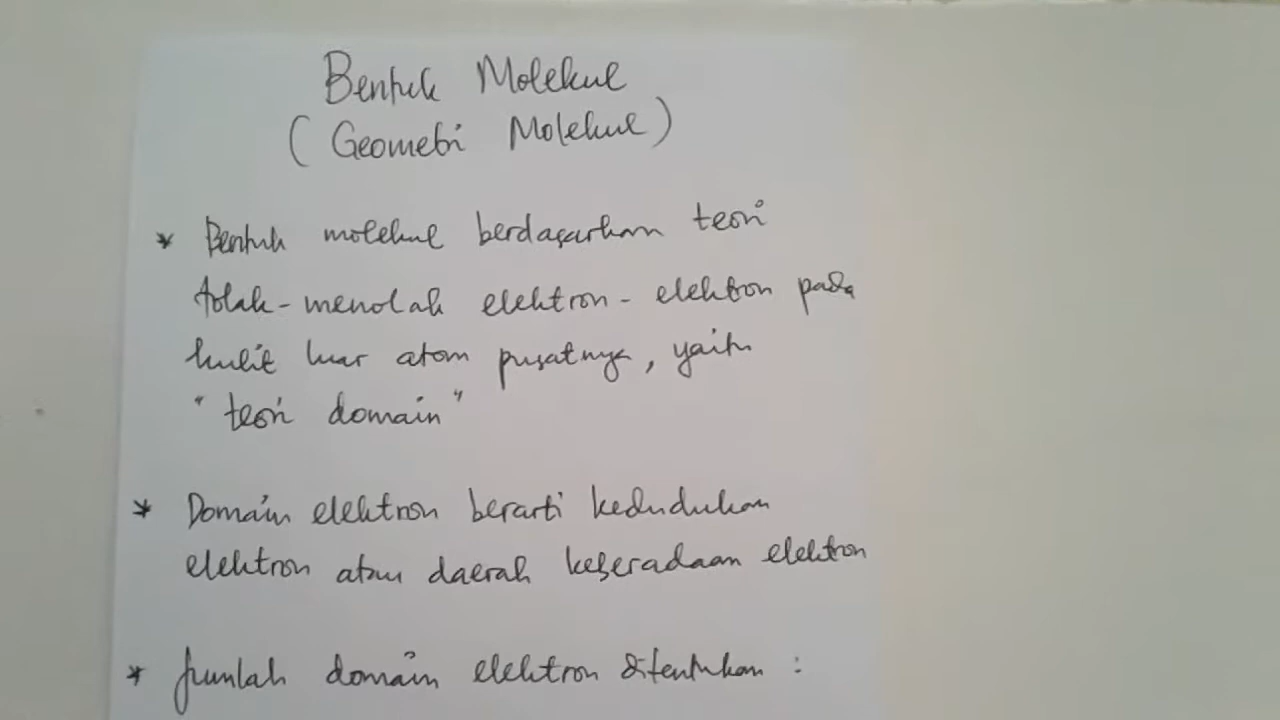 Bentuk Molekul
(Geometri Molekul)
* Bentuk molekul berdasarkan teori
tolak-menolak elektron-elektron pada
kulit luar atom pusatnya, yaitu
"teori domain"
* Domain elektron berarti kedudukan
elektron atau daerah keberadaan elektron
* Jumlah domain elektron ditentukan :